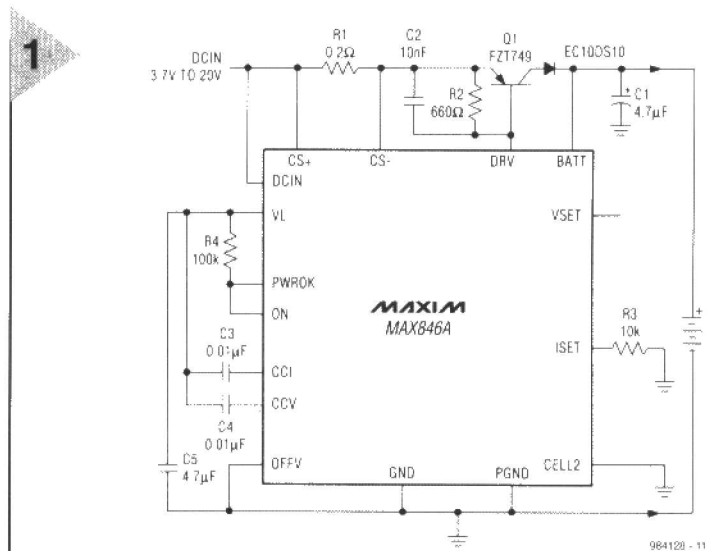 1
DCIN
3.7V TO 20V
R1
0.2Ω
C2
10nF
Q1
FZT749
EC10DS10
R2
660Ω
C1
4.7µF
+
CS+
CS-
DRV
BATT
DCIN
VL
VSET
R4
100k
PWROK
ON
MAXIM
MAX846A
R3
10k
+
ISET
C3
0.01µF
CCI
CCV
C4
0.01µF
C5
4.7µF
OFFV
GND
PGND
CELL2
984128 - 11